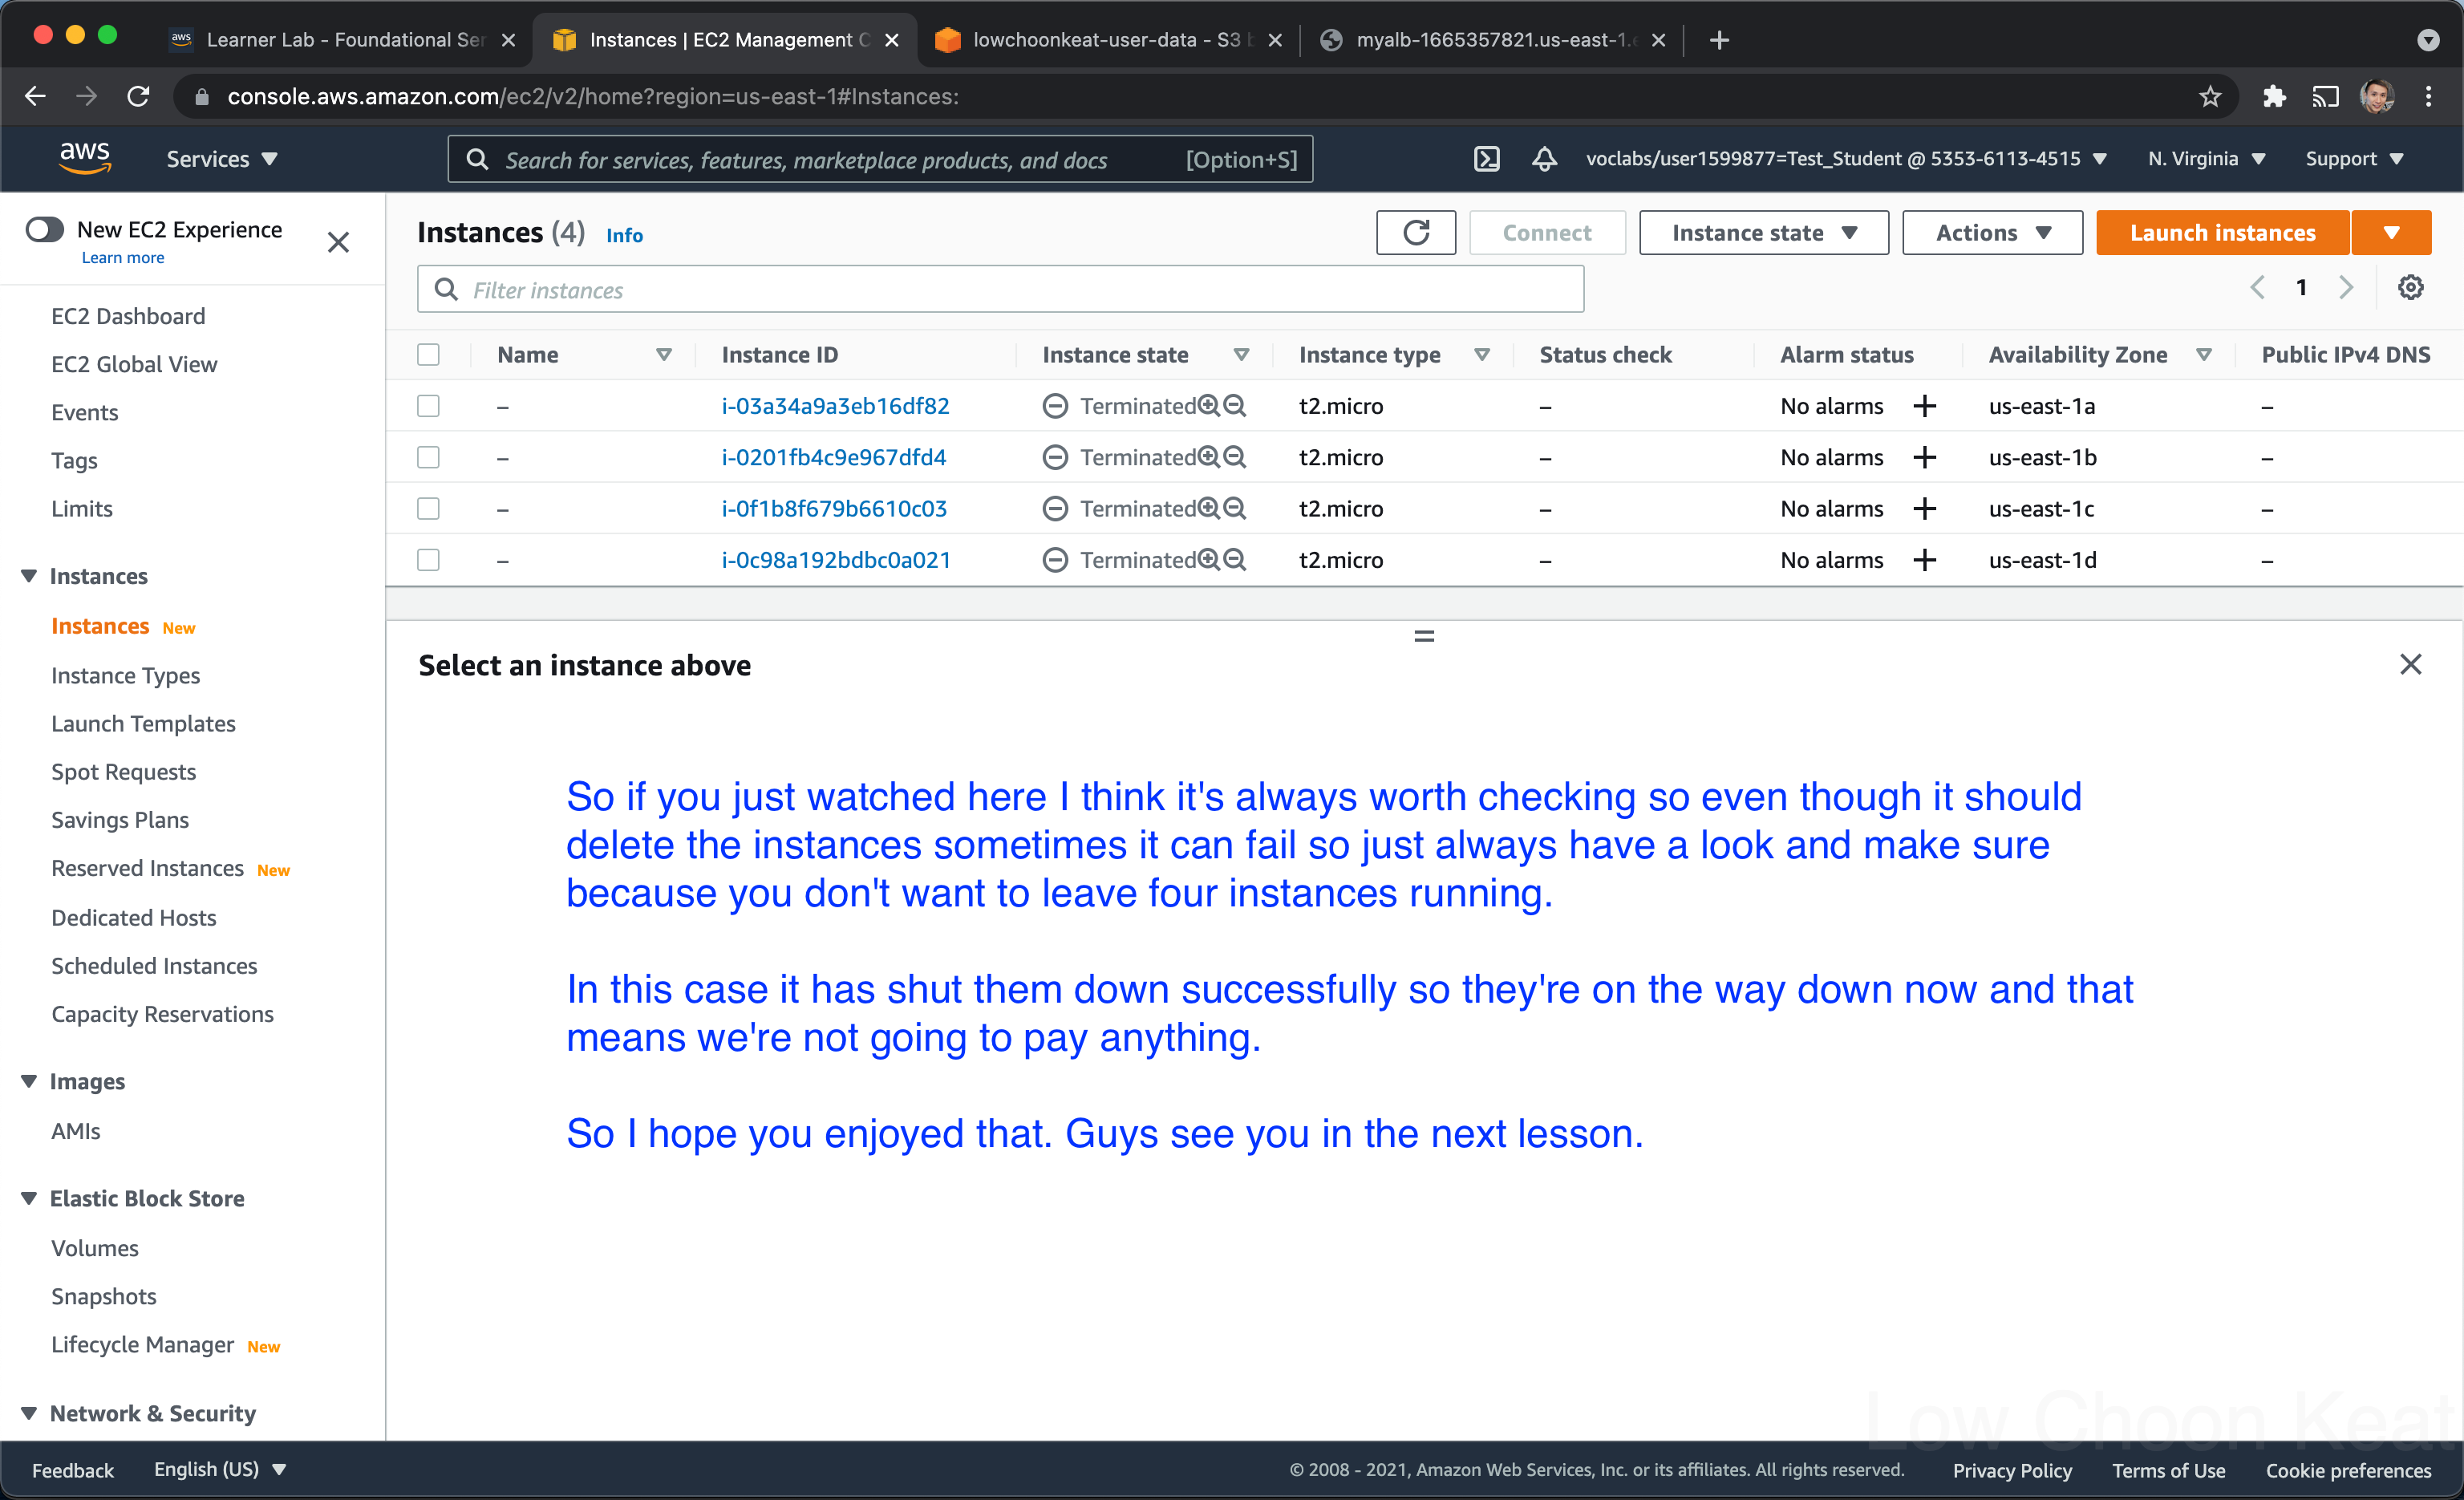 Learner Lab - Foundational Ser
Instances | EC2 Management C
lowchoonkeat-user-data - S3 b
myalb-1665357821.us-east-1.e
console.aws.amazon.com/ec2/v2/home?region=us-east-1#Instances:
aws
Services
Search for services, features, marketplace products, and docs
[Option+S]
voclabs/user1599877=Test_Student @ 5353-6113-4515
N. Virginia
Support
New EC2 Experience
Learn more
EC2 Dashboard
EC2 Global View
Events
Tags
Limits
Instances
Instances New
Instance Types
Launch Templates
Spot Requests
Savings Plans
Reserved Instances New
Dedicated Hosts
Scheduled Instances
Capacity Reservations
Images
AMIs
Elastic Block Store
Volumes
Snapshots
Lifecycle Manager New
Network & Security
Instances (4) Info
Connect
Instance state
Actions
Launch instances
Filter instances
1
Name Instance ID Instance state Instance type Status check Alarm status Availability Zone Public IPv4 DNS
– i-03a34a9a3eb16df82 Terminated t2.micro – No alarms + us-east-1a –
– i-0201fb4c9e967dfd4 Terminated t2.micro – No alarms + us-east-1b –
– i-0f1b8f679b6610c03 Terminated t2.micro – No alarms + us-east-1c –
– i-0c98a192bdbc0a021 Terminated t2.micro – No alarms + us-east-1d –
Select an instance above
So if you just watched here I think it's always worth checking so even though it should
delete the instances sometimes it can fail so just always have a look and make sure
because you don't want to leave four instances running.
In this case it has shut them down successfully so they're on the way down now and that
means we're not going to pay anything.
So I hope you enjoyed that. Guys see you in the next lesson.
Low Choon Keat
Feedback
English (US)
© 2008 - 2021, Amazon Web Services, Inc. or its affiliates. All rights reserved.
Privacy Policy
Terms of Use
Cookie preferences